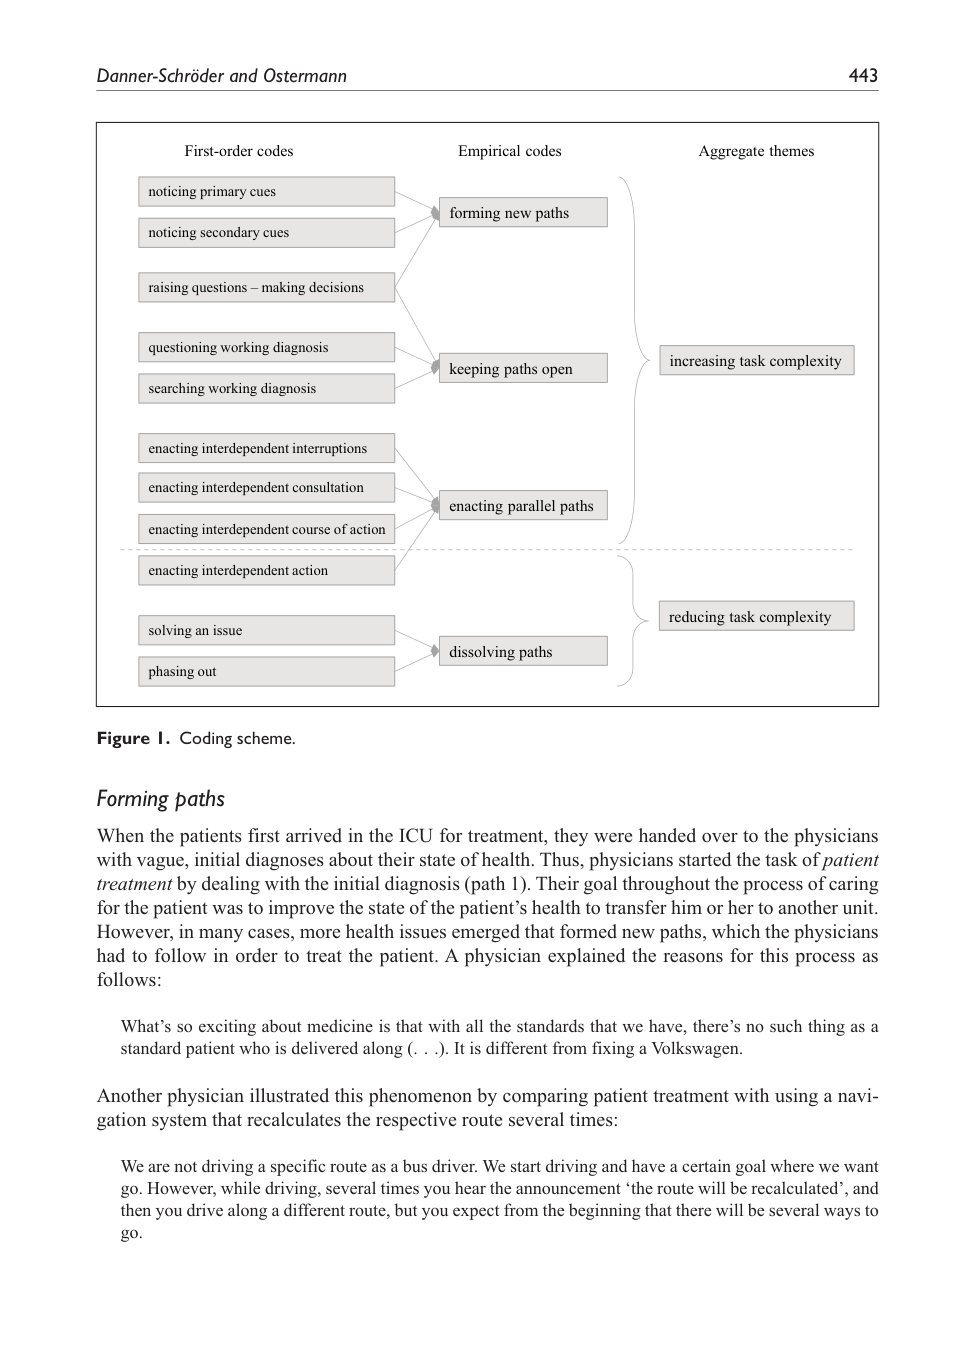 Danner-Schröder and Ostermann 443
First-order codes Empirical codes Aggregate themes
noticing primary cues
forming new paths
noticing secondary cues
raising questions – making decisions
questioning working diagnosis
increasing task complexity
keeping paths open
searching working diagnosis
enacting interdependent interruptions
enacting interdependent consultation
enacting parallel paths
enacting interdependent course of action
enacting interdependent action
reducing task complexity
solving an issue
dissolving paths
phasing out
Figure 1. Coding scheme.
Forming paths
When the patients first arrived in the ICU for treatment, they were handed over to the physicians
with vague, initial diagnoses about their state of health. Thus, physicians started the task of patient
treatment by dealing with the initial diagnosis (path 1). Their goal throughout the process of caring
for the patient was to improve the state of the patient’s health to transfer him or her to another unit.
However, in many cases, more health issues emerged that formed new paths, which the physicians
had to follow in order to treat the patient. A physician explained the reasons for this process as
follows:
What’s so exciting about medicine is that with all the standards that we have, there’s no such thing as a
standard patient who is delivered along (. . .). It is different from fixing a Volkswagen.
Another physician illustrated this phenomenon by comparing patient treatment with using a navi-
gation system that recalculates the respective route several times:
We are not driving a specific route as a bus driver. We start driving and have a certain goal where we want
go. However, while driving, several times you hear the announcement ‘the route will be recalculated’, and
then you drive along a different route, but you expect from the beginning that there will be several ways to
go.